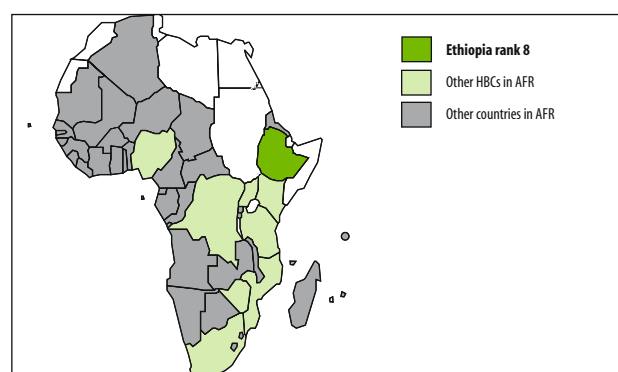 Ethiopia rank 8
Other HBCs in AFR
Other countries in AFR